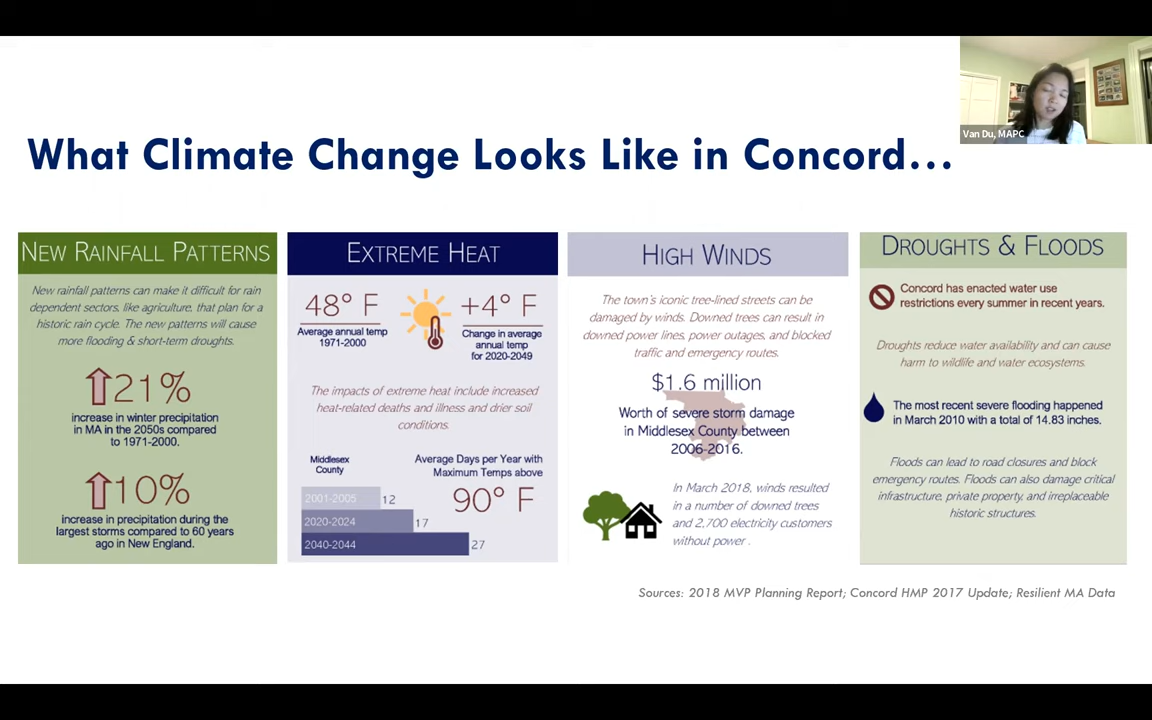 Van Du, MAPC
What Climate Change Looks Like in Concord...
NEW RAINFALL PATTERNS
New rainfall patterns can make it difficult for rain
dependent sectors, like agriculture, that plan for a
historic rain cycle. The new patterns will cause
more flooding & short-term droughts.
21%
increase in winter precipitation
in MA in the 2050s compared
to 1971-2000.
10%
increase in precipitation during the
largest storms compared to 60 years
ago in New England.
EXTREME HEAT
48° F
Average annual temp
1971-2000
+4° F
Change in average
annual temp
for 2020-2049
The impacts of extreme heat include increased
heat-related deaths and illness and drier soil
conditions.
Middlesex
County
Average Days per Year with
Maximum Temps above
90° F
2001-2005 12
2020-2024 17
2040-2044 27
HIGH WINDS
The town's iconic tree-lined streets can be
damaged by winds. Downed trees can result in
downed power lines, power outages, and blocked
traffic and emergency routes.
$1.6 million
Worth of severe storm damage
in Middlesex County between
2006-2016.
In March 2018, winds resulted
in a number of downed trees
and 2,700 electricity customers
without power .
DROUGHTS & FLOODS
Concord has enacted water use
restrictions every summer in recent years.
Droughts reduce water availability and can cause
harm to wildlife and water ecosystems.
The most recent severe flooding happened
in March 2010 with a total of 14.83 inches.
Floods can lead to road closures and block
emergency routes. Floods can also damage critical
infrastructure, private property, and irreplaceable
historic structures.
Sources: 2018 MVP Planning Report; Concord HMP 2017 Update; Resilient MA Data